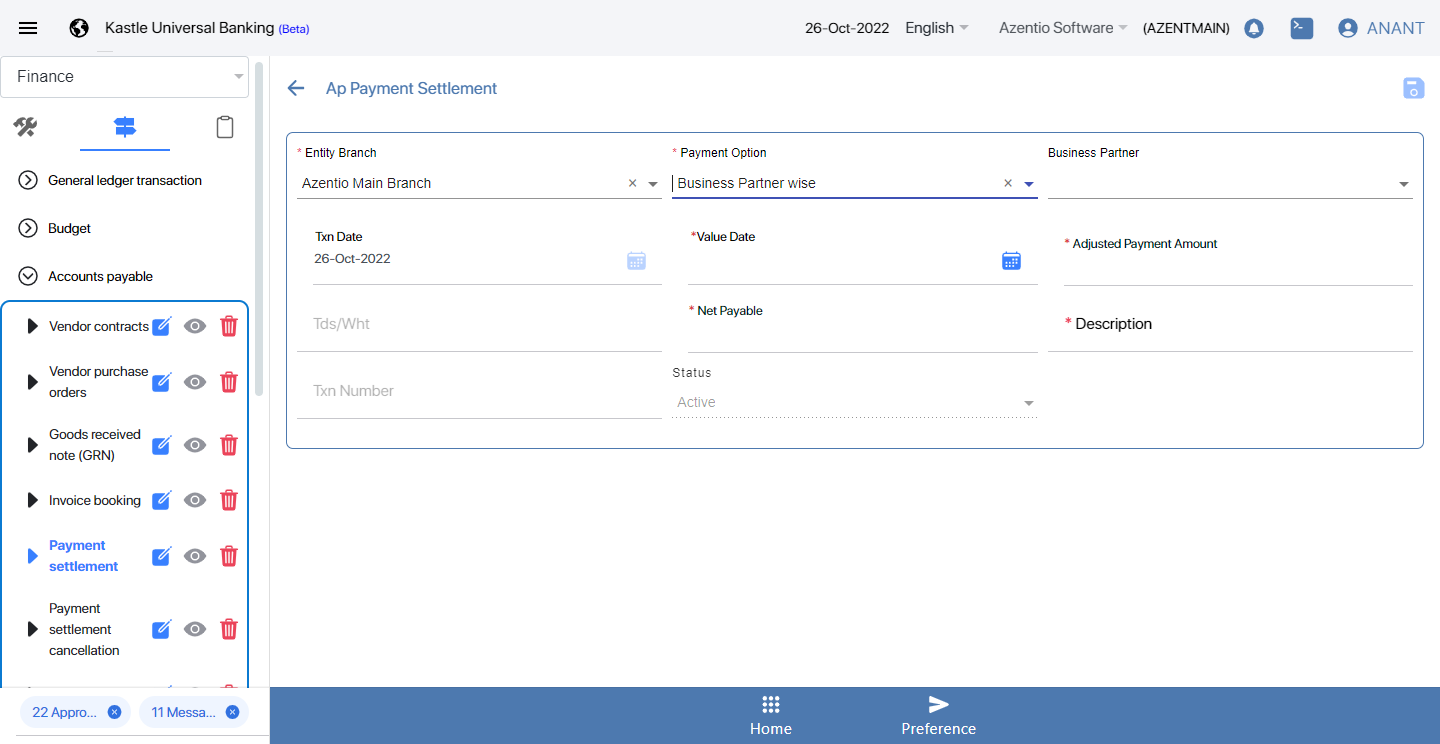 Kastle Universal Banking (Beta)
26-Oct-2022
English
Azentio Software
(AZENTMAIN)
ANANT
Finance
General ledger transaction
Budget
Accounts payable
Vendor contracts
Vendor purchase
orders
Goods received
note (GRN)
Invoice booking
Payment
settlement
Payment
settlement
cancellation
22 Appro...
11 Messa...
Ap Payment Settlement
* Entity Branch
Azentio Main Branch ×
* Payment Option
Business Partner wise ×
Business Partner
Txn Date
26-Oct-2022
*Value Date
* Adjusted Payment Amount
Tds/Wht
* Net Payable
* Description
Txn Number
Status
Active
Home
Preference